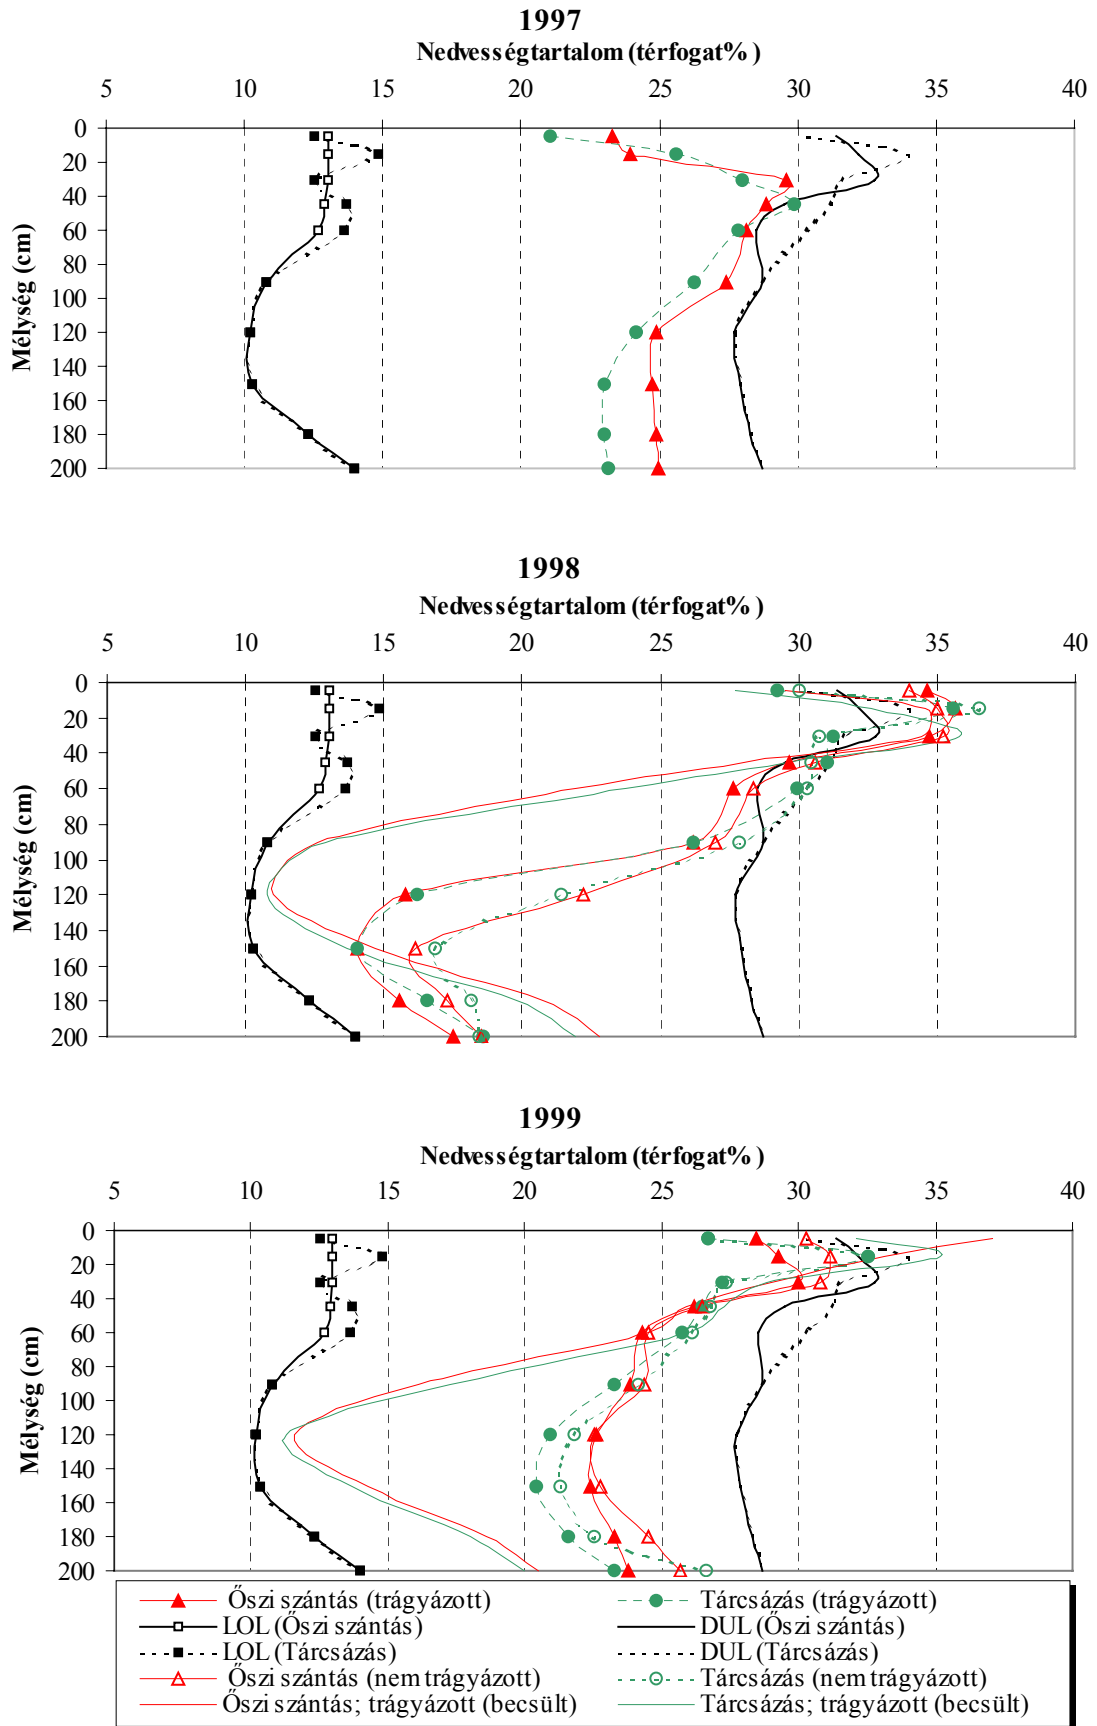 1997
Nedvességtartalom (térfogat%)
5 10 15 20 25 30 35 40
0
20
40
60
80
100
120
140
160
180
200
Mélység (cm)
1998
Nedvességtartalom (térfogat%)
5 10 15 20 25 30 35 40
0
20
40
60
80
100
120
140
160
180
200
Mélység (cm)
1999
Nedvességtartalom (térfogat%)
5 10 15 20 25 30 35 40
0
20
40
60
80
100
120
140
160
180
200
Mélység (cm)
Őszi szántás (trágyázott) Tárcsázás (trágyázott)
LOL (Őszi szántás) DUL (Őszi szántás)
LOL (Tárcsázás) DUL (Tárcsázás)
Őszi szántás (nem trágyázott) Tárcsázás (nem trágyázott)
Őszi szántás; trágyázott (becsült) Tárcsázás; trágyázott (becsült)